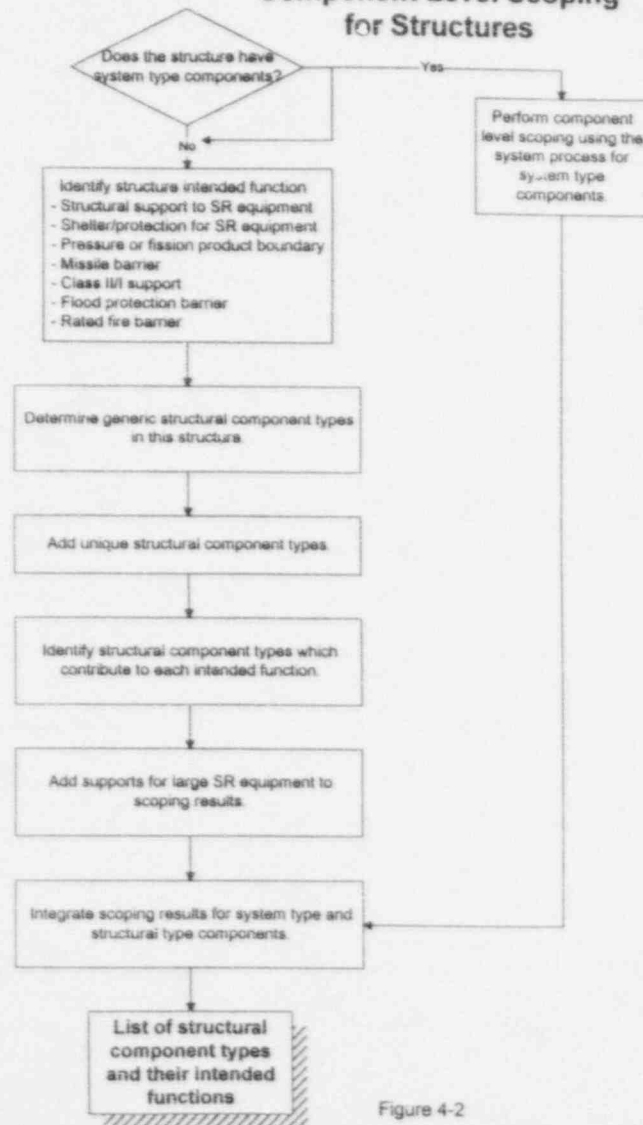 Component Level Scoping
for Structures
Does the structure have
system type components?
Yes
No
Perform component
level scoping using the
system process for
system type
components.
Identify structure intended function
- Structural support to SR equipment
- Shelter/protection for SR equipment
- Pressure or fission product boundary
- Missile barrier
- Class II/I support
- Flood protection barrier
- Rated fire barrier
Determine generic structural component types
in this structure.
Add unique structural component types.
Identify structural component types which
contribute to each intended function.
Add supports for large SR equipment to
scoping results.
Integrate scoping results for system type and
structural type components.
List of structural
component types
and their intended
functions
Figure 4-2